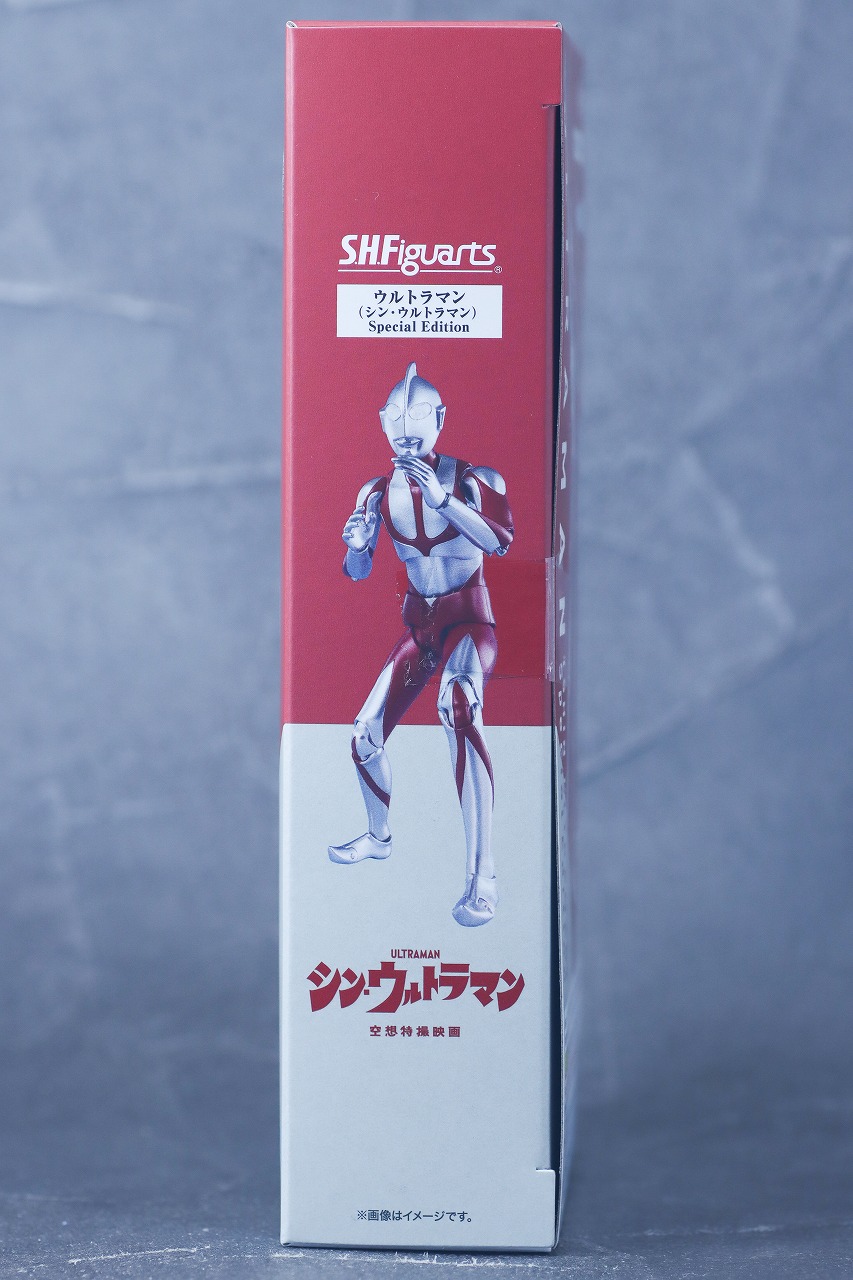 S.H.Figuarts®
ウルトラマン
(シン・ウルトラマン)
Special Edition
ULTRAMAN
シン・ウルトラマン
空想特撮映画
※画像はイメージです。